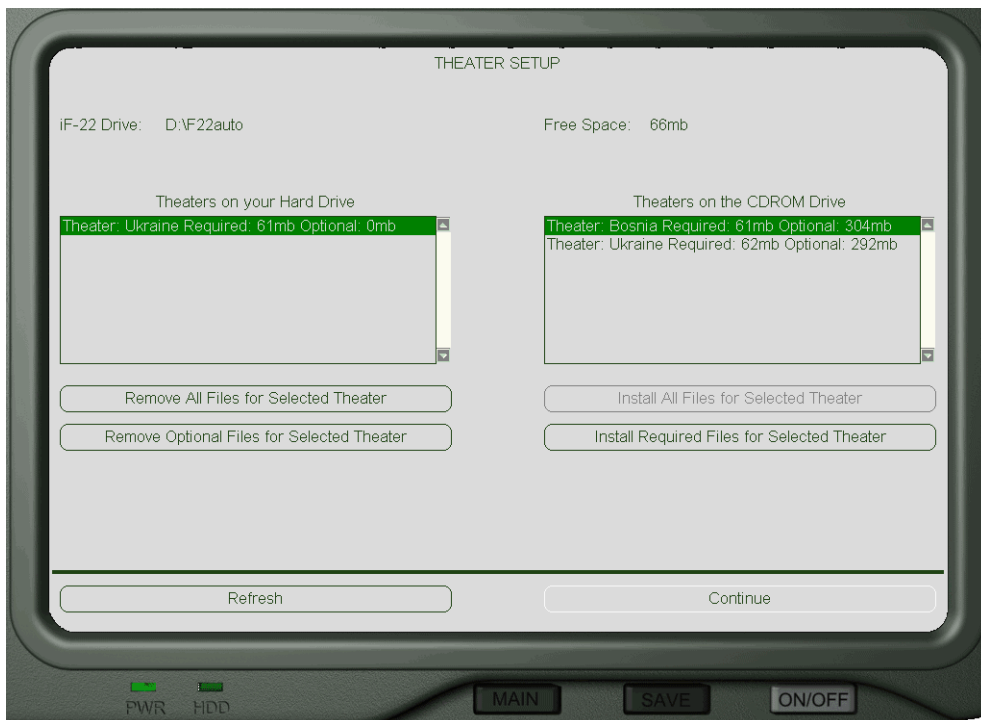 THEATER SETUP
iF-22 Drive: D:\F22auto
Free Space: 66mb
Theaters on your Hard Drive
Theater: Ukraine Required: 61mb Optional: 0mb
Theaters on the CDROM Drive
Theater: Bosnia Required: 61mb Optional: 304mb
Theater: Ukraine Required: 62mb Optional: 292mb
Remove All Files for Selected Theater
Install All Files for Selected Theater
Remove Optional Files for Selected Theater
Install Required Files for Selected Theater
Refresh
Continue
PWR HDD
MAIN
SAVE
ON/OFF